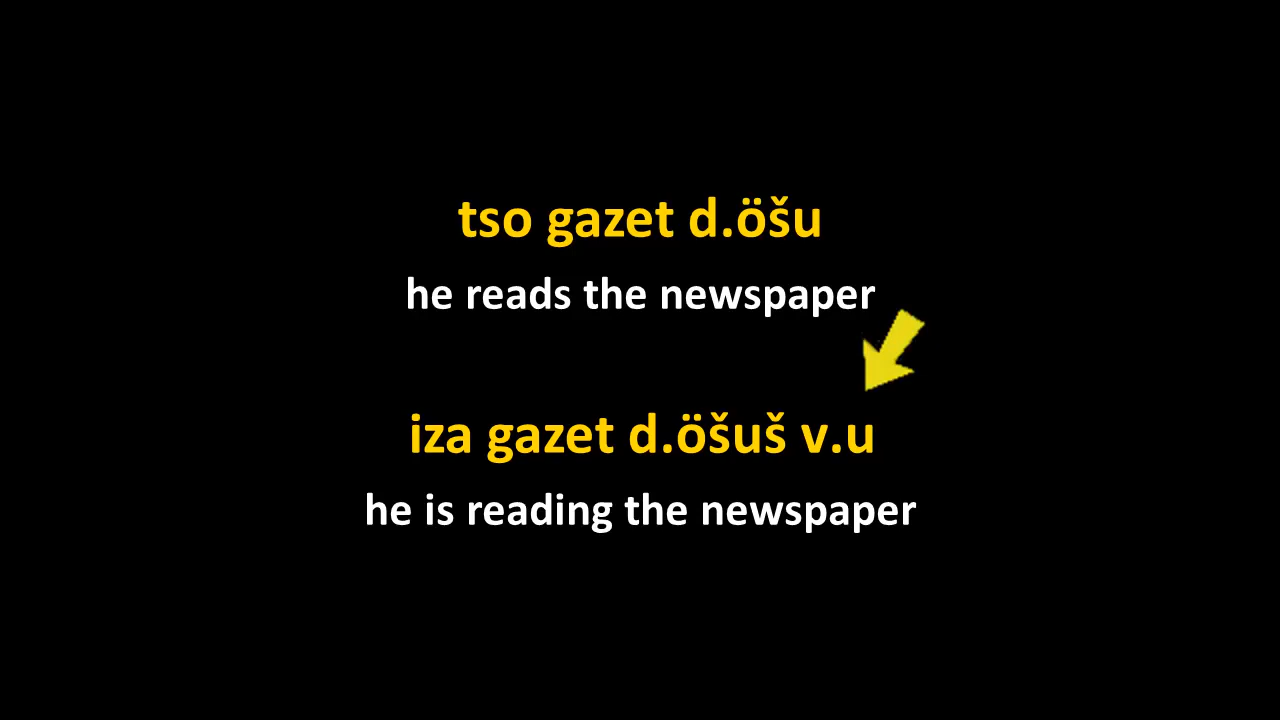 tso gazet d.öšu
he reads the newspaper
iza gazet d.öšuš v.u
he is reading the newspaper